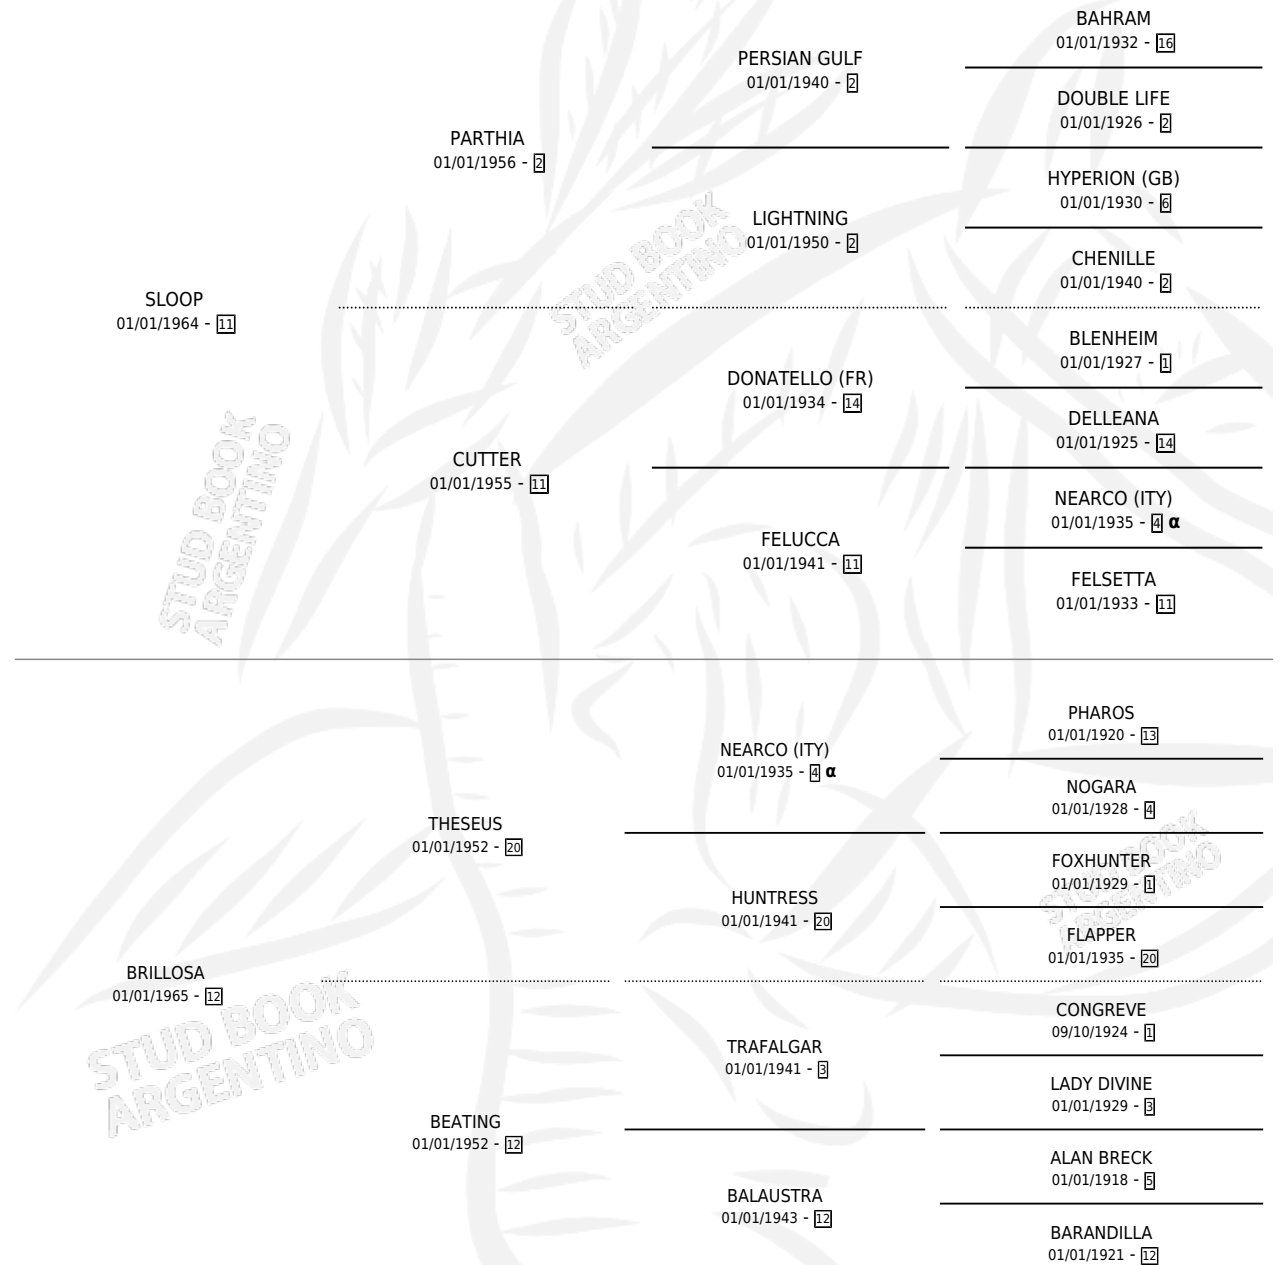 BAHRAM
01/01/1932 - 16
PERSIAN GULF
01/01/1940 - 2
DOUBLE LIFE
01/01/1926 - 2
PARTHIA
01/01/1956 - 2
HYPERION (GB)
01/01/1930 - 6
LIGHTNING
01/01/1950 - 2
CHENILLE
01/01/1940 - 2
STUD BOOK
ARGENTINO
SLOOP
01/01/1964 - 11
BLENHEIM
01/01/1927 - 1
DONATELLO (FR)
01/01/1934 - 14
DELLEANA
01/01/1925 - 14
CUTTER
01/01/1955 - 11
NEARCO (ITY)
01/01/1935 - 4 α
FELUCCA
01/01/1941 - 11
FELSETTA
01/01/1933 - 11
STUD BOOK
ARGENTINO
PHAROS
01/01/1920 - 13
NEARCO (ITY)
01/01/1935 - 4 α
NOGARA
01/01/1928 - 4
THESEUS
01/01/1952 - 20
FOXHUNTER
01/01/1929 - 1
HUNTRESS
01/01/1941 - 20
FLAPPER
01/01/1935 - 20
STUD BOOK
ARGENTINO
BRILLOSA
01/01/1965 - 12
CONGREVE
09/10/1924 - 1
TRAFALGAR
01/01/1941 - 3
LADY DIVINE
01/01/1929 - 3
BEATING
01/01/1952 - 12
ALAN BRECK
01/01/1918 - 5
BALAUSTRA
01/01/1943 - 12
BARANDILLA
01/01/1921 - 12
STUD BOOK
ARGENTINO